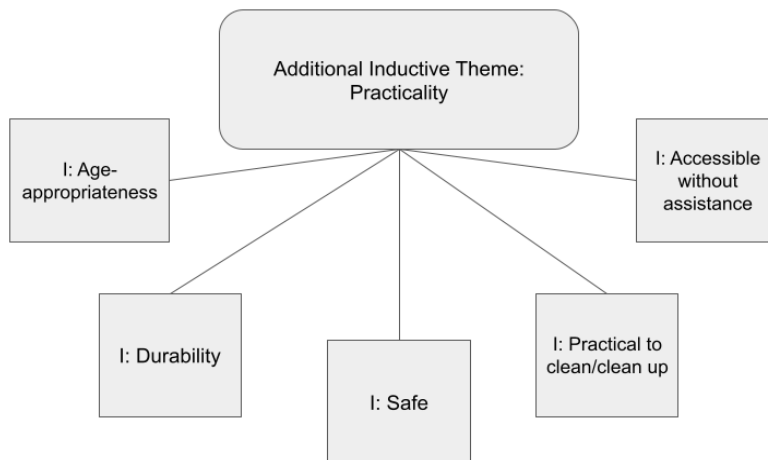 Additional Inductive Theme:
Practicality
I: Age-
appropriateness
I: Accessible
without
assistance
I: Durability
I: Safe
I: Practical to
clean/clean up